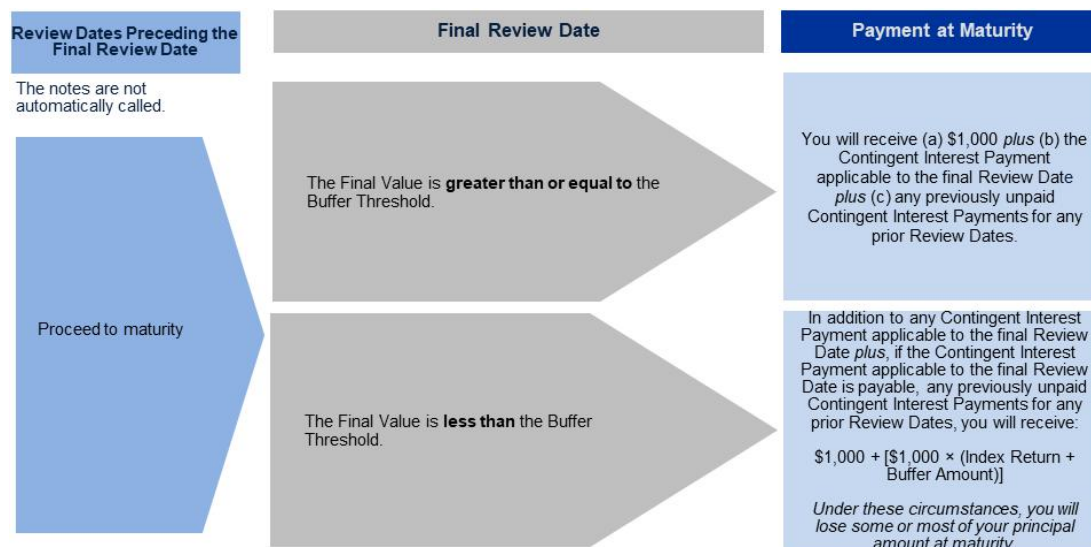 Review Dates Preceding the
Final Review Date
Final Review Date
Payment at Maturity
The notes are not
automatically called.
Proceed to maturity
The Final Value is greater than or equal to the
Buffer Threshold.
You will receive (a) $1,000 plus (b) the
Contingent Interest Payment
applicable to the final Review Date
plus (c) any previously unpaid
Contingent Interest Payments for any
prior Review Dates.
The Final Value is less than the Buffer
Threshold.
In addition to any Contingent Interest
Payment applicable to the final Review
Date plus, if the Contingent Interest
Payment applicable to the final Review
Date is payable, any previously unpaid
Contingent Interest Payments for any
prior Review Dates, you will receive:
$1,000 + [$1,000 × (Index Return +
Buffer Amount)]
Under these circumstances, you will
lose some or most of your principal
amount at maturity